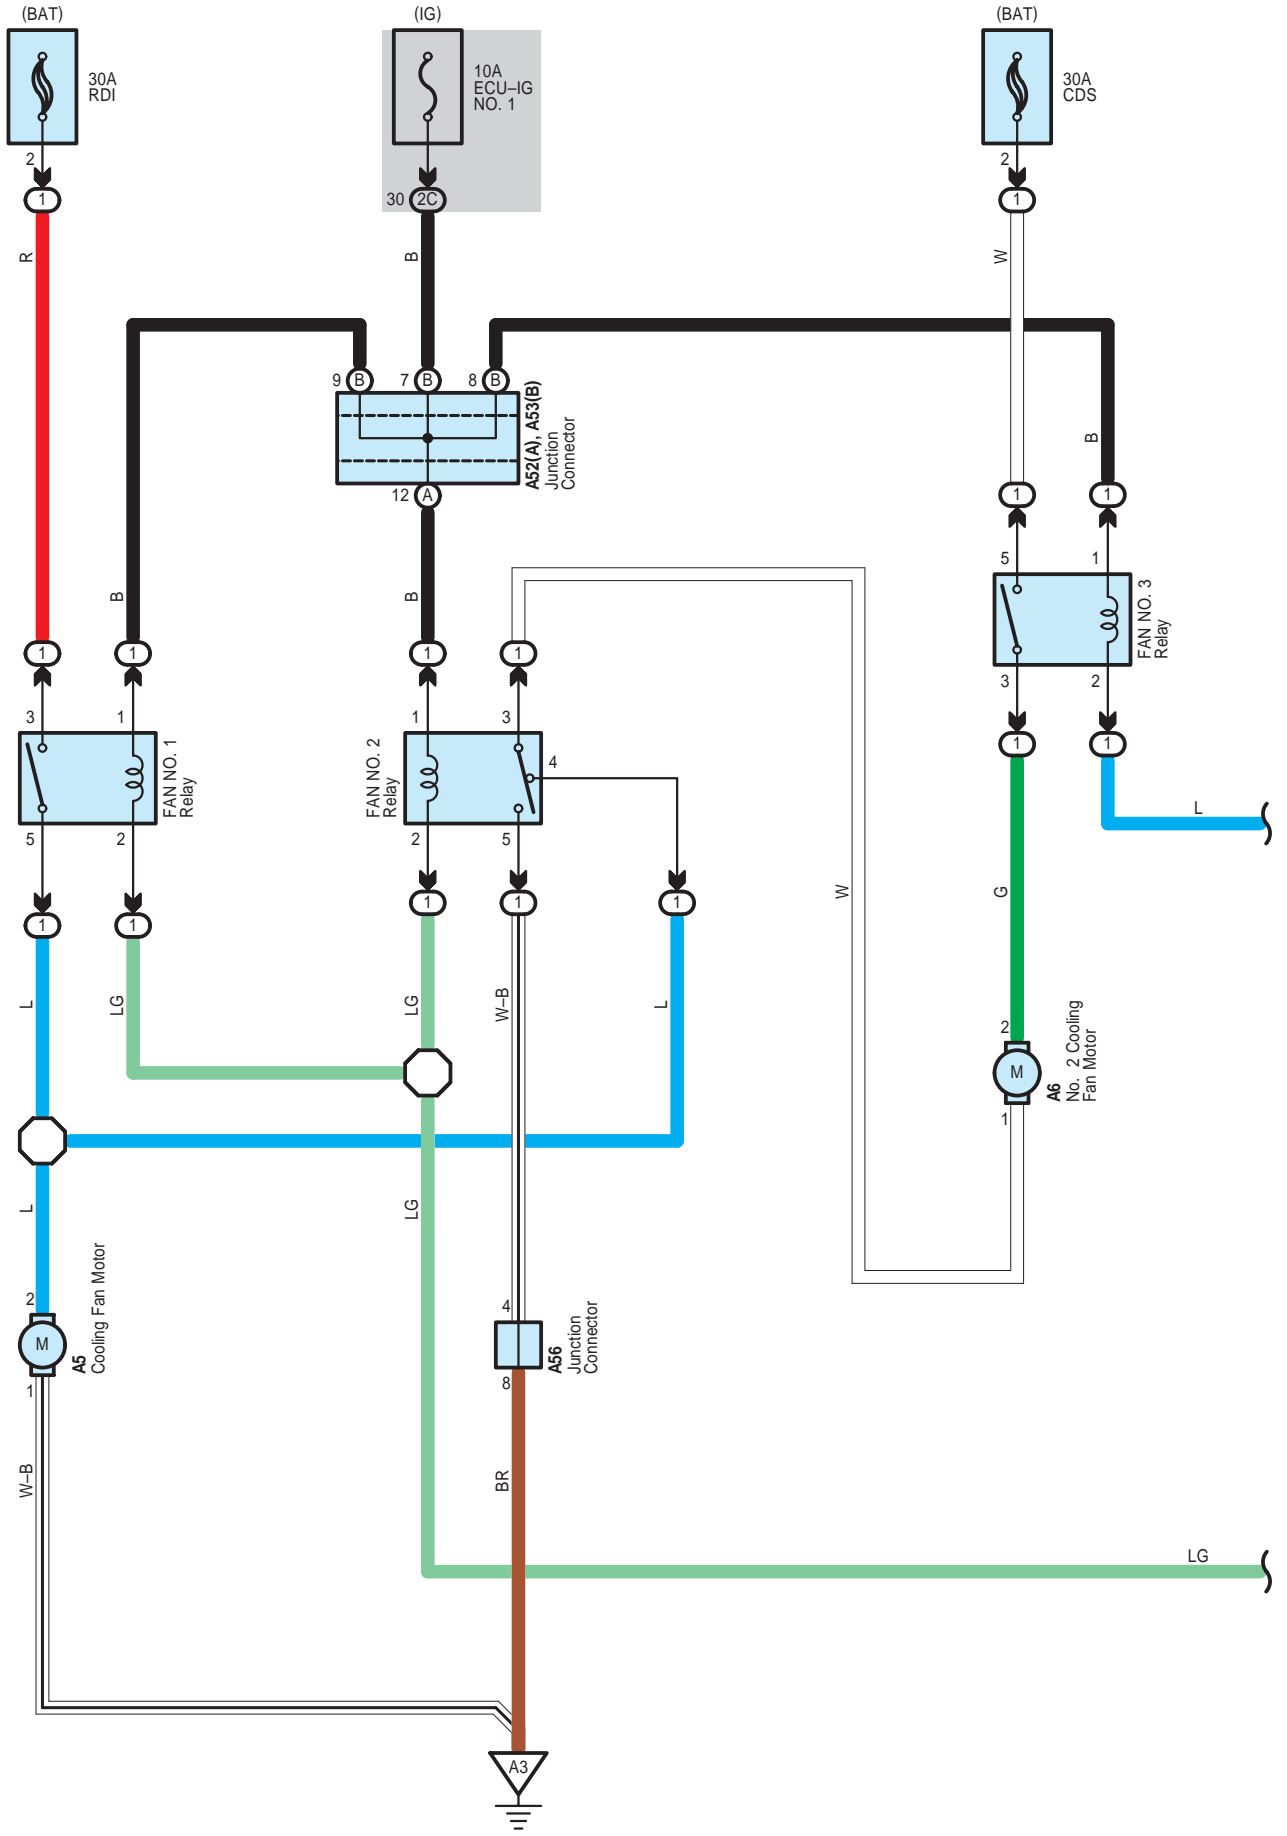 (BAT)
(IG)
(BAT)
30A
RDI
10A
ECU–IG
NO. 1
30A
CDS
2
2
1
30
2C
1
R
B
W
9
B
7
B
8
B
A52(A), A53(B)
Junction
Connector
B
12
A
1
1
5
1
B
B
FAN NO. 3
Relay
1
1
1
1
3
2
3
1
1
3
1
1
FAN NO. 1
Relay
FAN NO. 2
Relay
4
L
5
2
2
5
W
G
1
1
1
1
1
L
LG
LG
W–B
L
2
M
A6
No. 2 Cooling
Fan Motor
1
L
LG
2
M
A5
Cooling Fan Motor
1
4
A56
Junction
Connector
8
W–B
BR
LG
A3